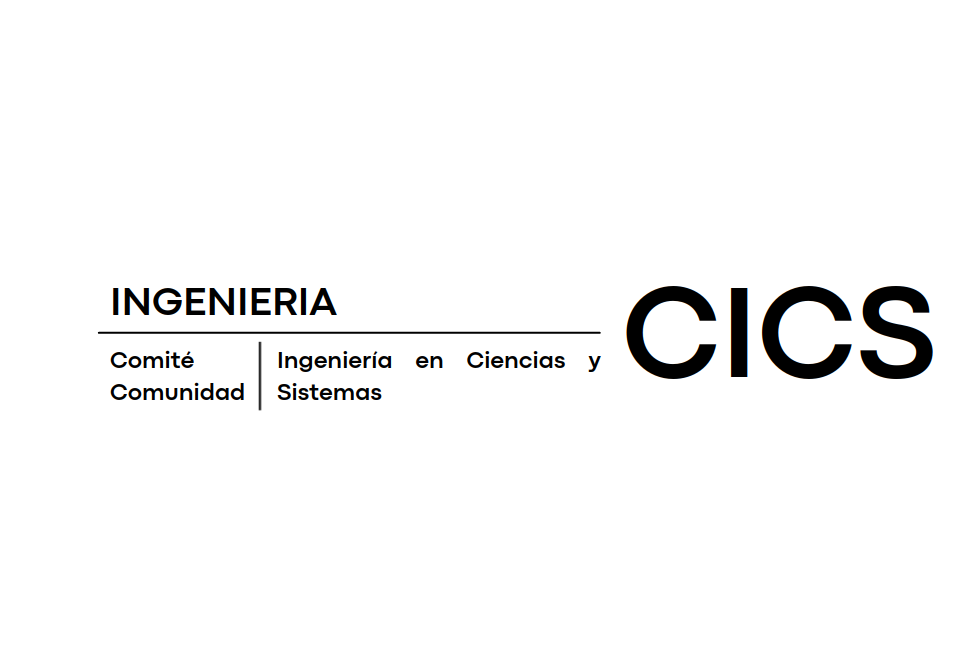 INGENIERIA
Comité
Comunidad
Ingeniería en Ciencias y
Sistemas
CICS